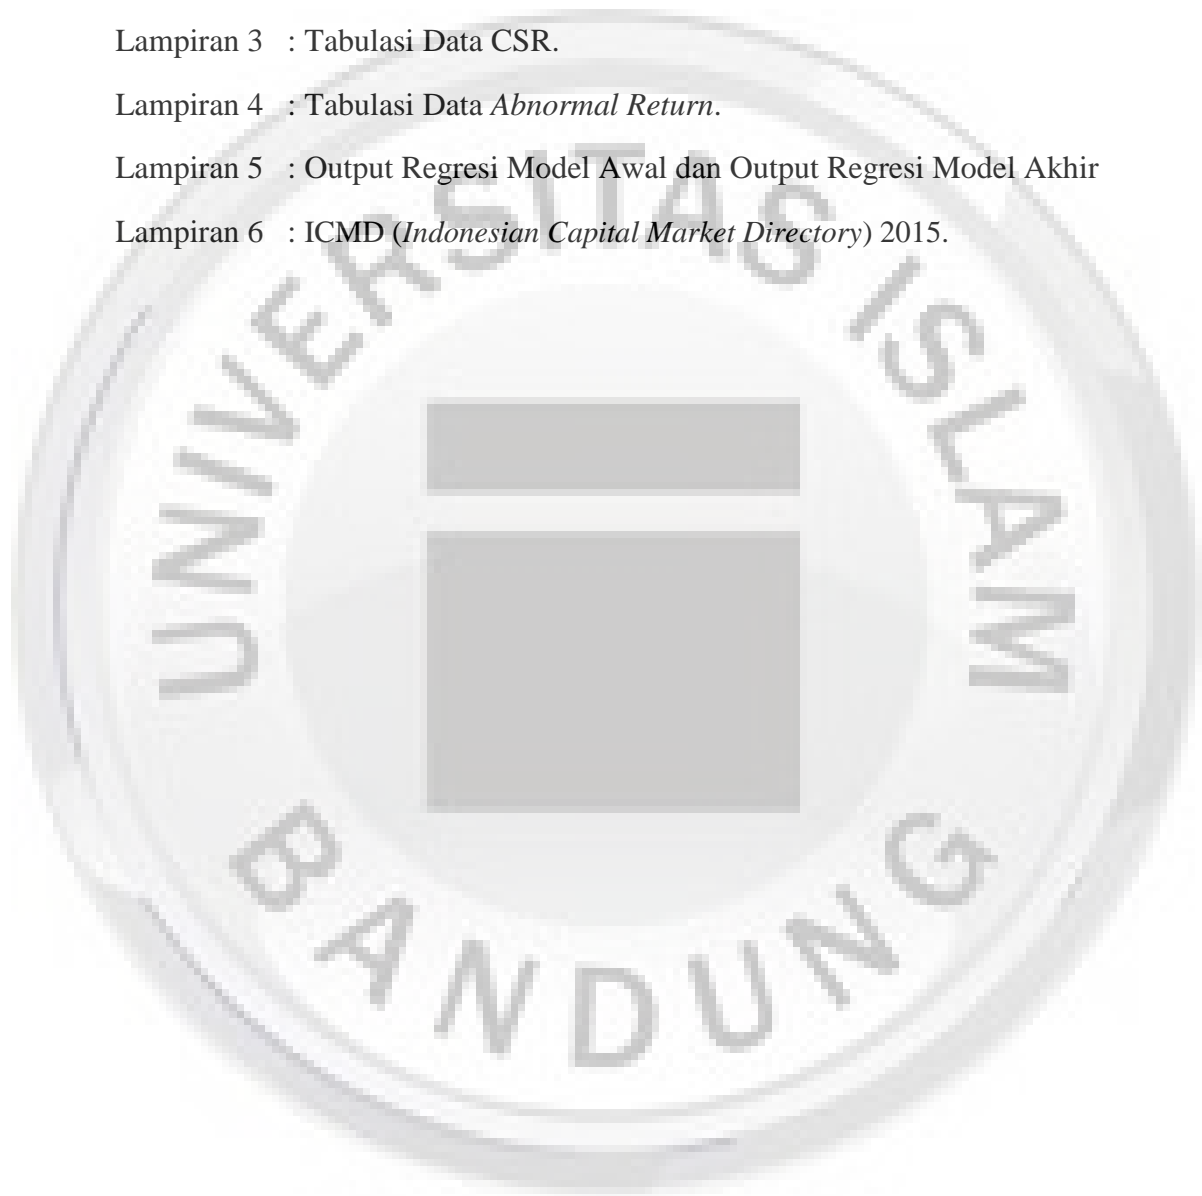 Lampiran 3 : Tabulasi Data CSR.
Lampiran 4 : Tabulasi Data Abnormal Return.
Lampiran 5 : Output Regresi Model Awal dan Output Regresi Model Akhir
Lampiran 6 : ICMD (Indonesian Capital Market Directory) 2015.
UNIVERSITAS ISLAM
BANDUNG